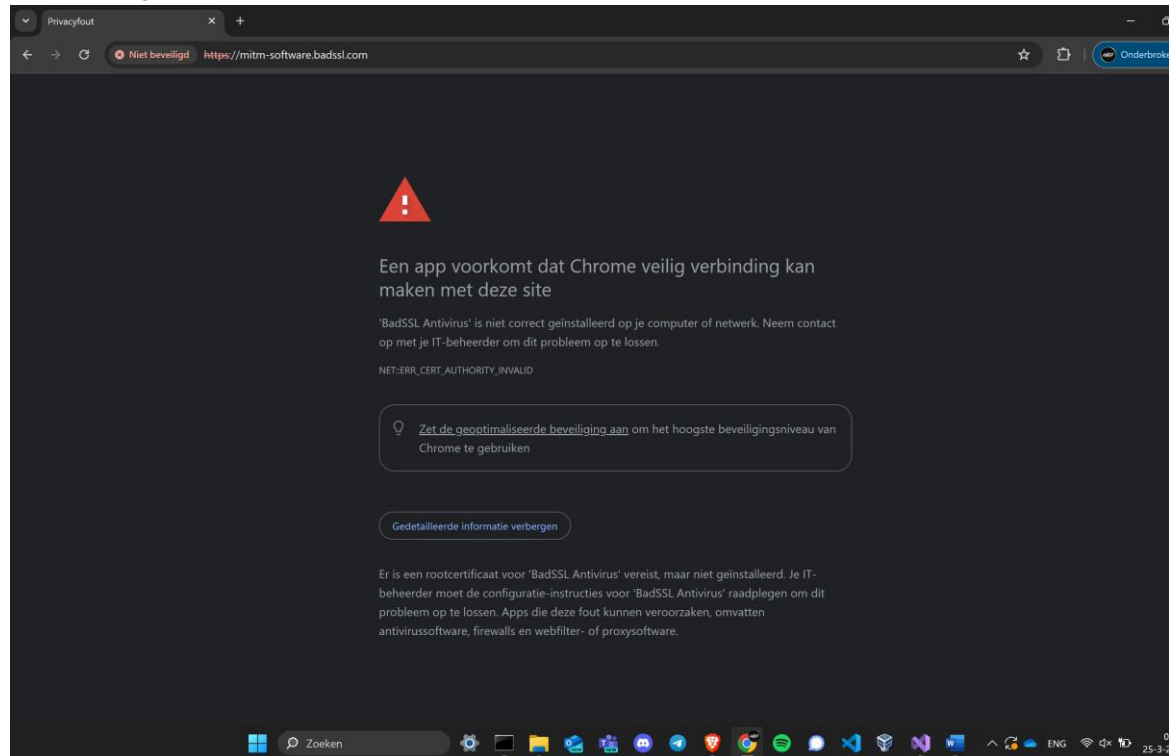 Privacyfout
Niet beveiligd https://mitm-software.badssl.com
Een app voorkomt dat Chrome veilig verbinding kan
maken met deze site
'BadSSL Antivirus' is niet correct geïnstalleerd op je computer of netwerk. Neem contact
op met je IT-beheerder om dit probleem op te lossen.
NET::ERR_CERT_AUTHORITY_INVALID
Zet de geoptimaliseerde beveiliging aan om het hoogste beveiligingsniveau van
Chrome te gebruiken
Gedetailleerde informatie verbergen
Er is een rootcertificaat voor 'BadSSL Antivirus' vereist, maar niet geïnstalleerd. Je IT-
beheerder moet de configuratie-instructies voor 'BadSSL Antivirus' raadplegen om dit
probleem op te lossen. Apps die deze fout kunnen veroorzaken, omvatten
antivirussoftware, firewalls en webfilter- of proxysoftware.
Zoeken
ENG